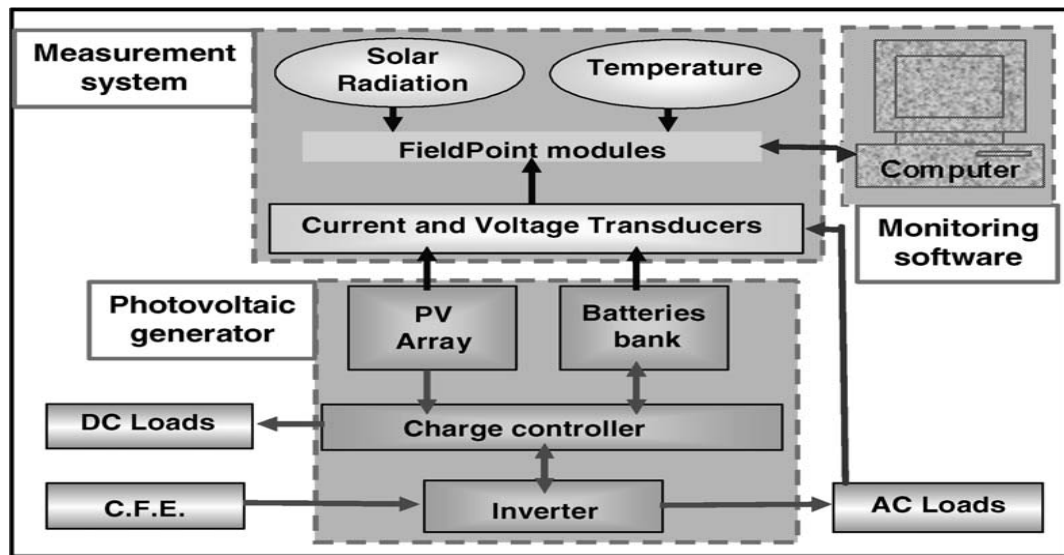 Measurement
system
Solar
Radiation
Temperature
FieldPoint modules
Computer
Current and Voltage Transducers
Monitoring
software
Photovoltaic
generator
PV
Array
Batteries
bank
DC Loads
Charge controller
C.F.E.
Inverter
AC Loads